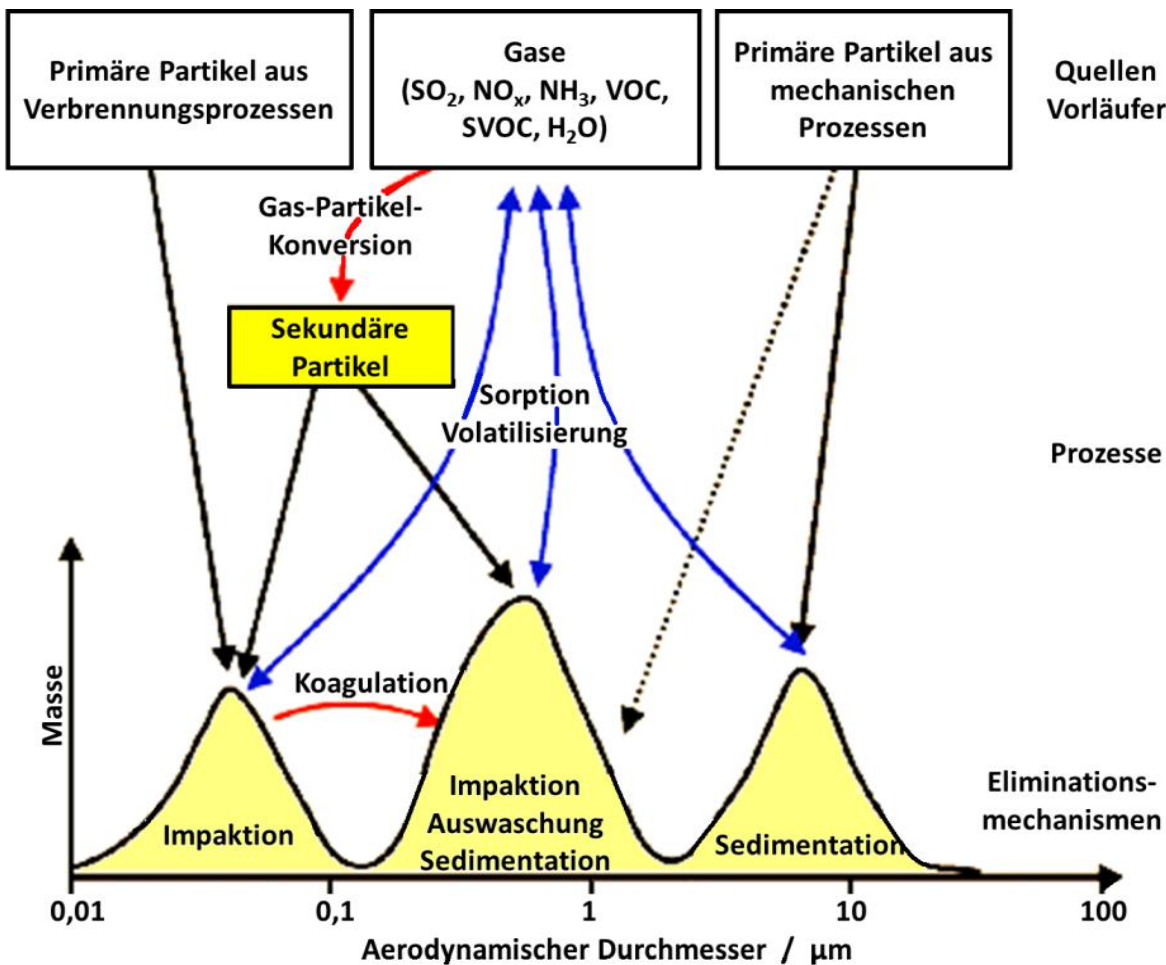 Primäre Partikel aus
Verbrennungsprozessen
Gase
(SO₂, NOₓ, NH₃, VOC,
SVOC, H₂O)
Primäre Partikel aus
mechanischen
Prozessen
Quellen
Vorläufer
Gas-Partikel-
Konversion
Sekundäre
Partikel
Sorption
Volatilisierung
Prozesse
Masse
Koagulation
Impaktion
Impaktion
Auswaschung
Sedimentation
Sedimentation
Eliminations-
mechanismen
0,01
0,1
1
10
100
Aerodynamischer Durchmesser / µm